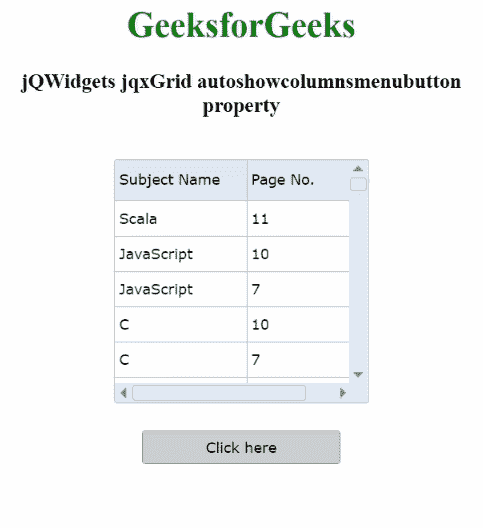 GeeksforGeeks
jQWidgets jqxGrid autoshowcolumnsmenubutton
property
Subject Name Page No.
Scala 11
JavaScript 10
JavaScript 7
C 10
C 7
Click here